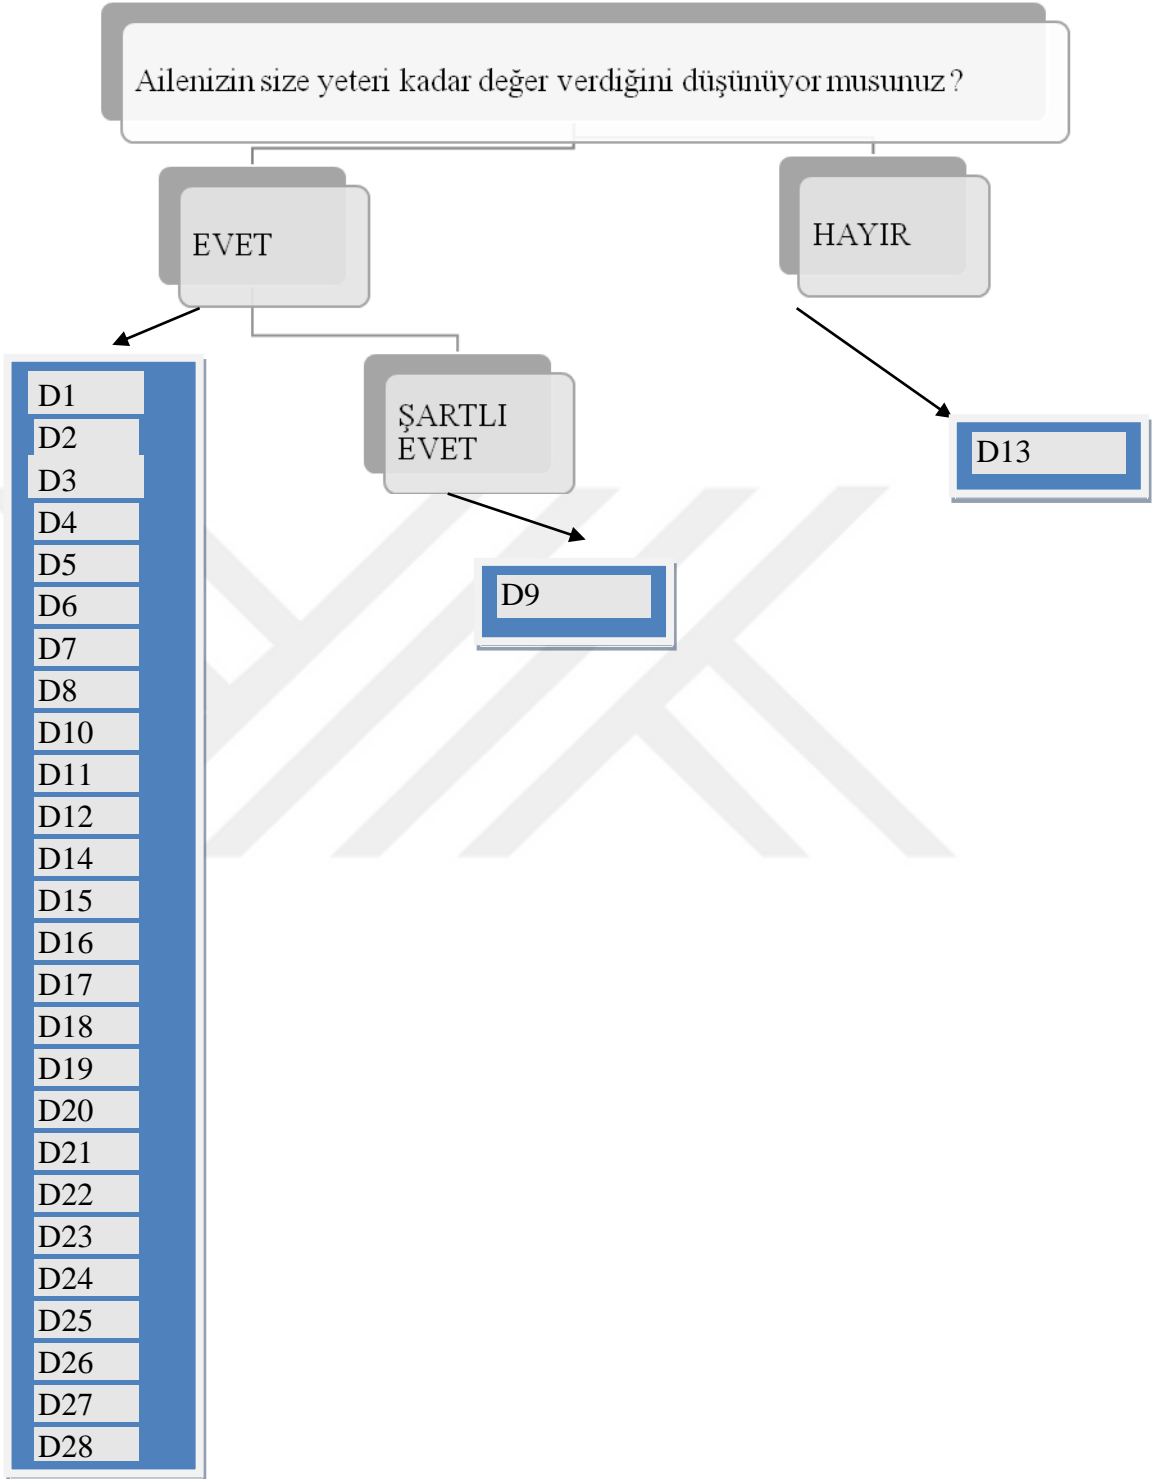 Ailenizin size yeteri kadar değer verdiğini düşünüyor musunuz ?
EVET
HAYIR
ŞARTLI
EVET
D1
D2
D3
D4
D5
D6
D7
D8
D10
D11
D12
D14
D15
D16
D17
D18
D19
D20
D21
D22
D23
D24
D25
D26
D27
D28
D9
D13